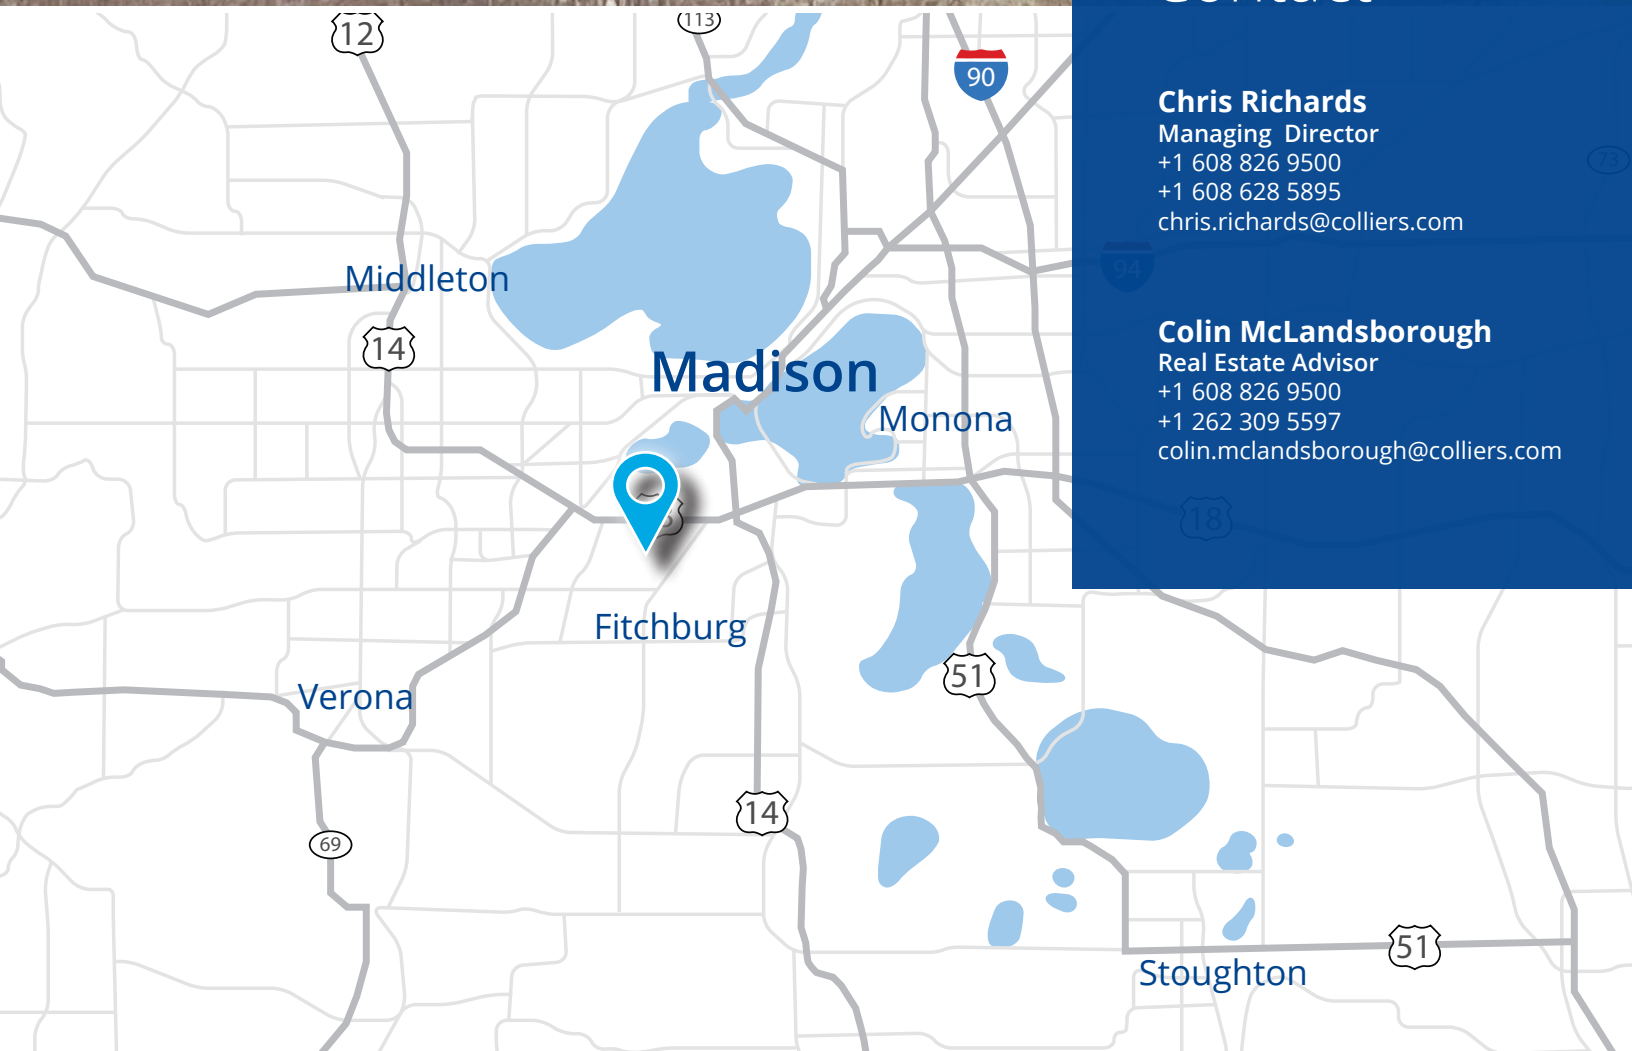 Contact
12
113
90
Chris Richards
Managing Director
+1 608 826 9500
+1 608 628 5895
chris.richards@colliers.com
73
94
Middleton
14
Colin McLandsborough
Real Estate Advisor
+1 608 826 9500
+1 262 309 5597
colin.mclandsborough@colliers.com
Madison
Monona
18
Fitchburg
51
Verona
14
69
51
Stoughton